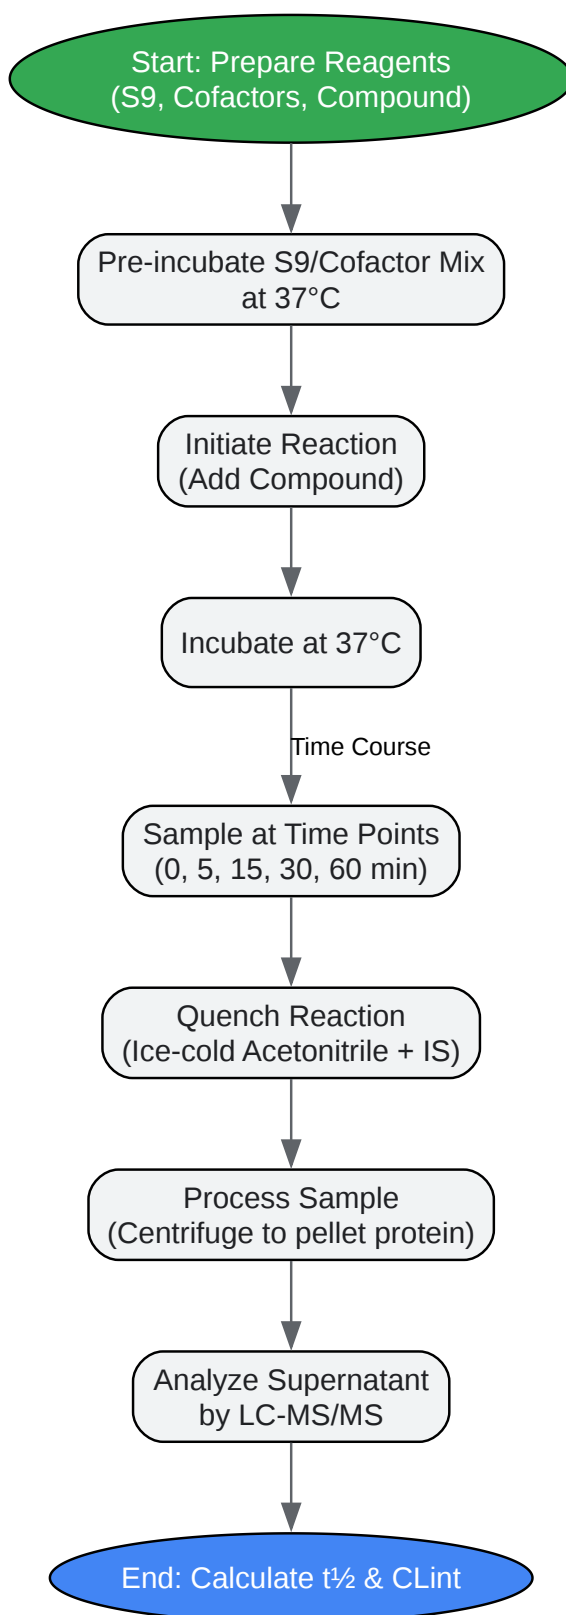 Start: Prepare Reagents
(S9, Cofactors, Compound)
Pre-incubate S9/Cofactor Mix
at 37°C
Initiate Reaction
(Add Compound)
Incubate at 37°C
Time Course
Sample at Time Points
(0, 5, 15, 30, 60 min)
Quench Reaction
(Ice-cold Acetonitrile + IS)
Process Sample
(Centrifuge to pellet protein)
Analyze Supernatant
by LC-MS/MS
End: Calculate t½ & CLint